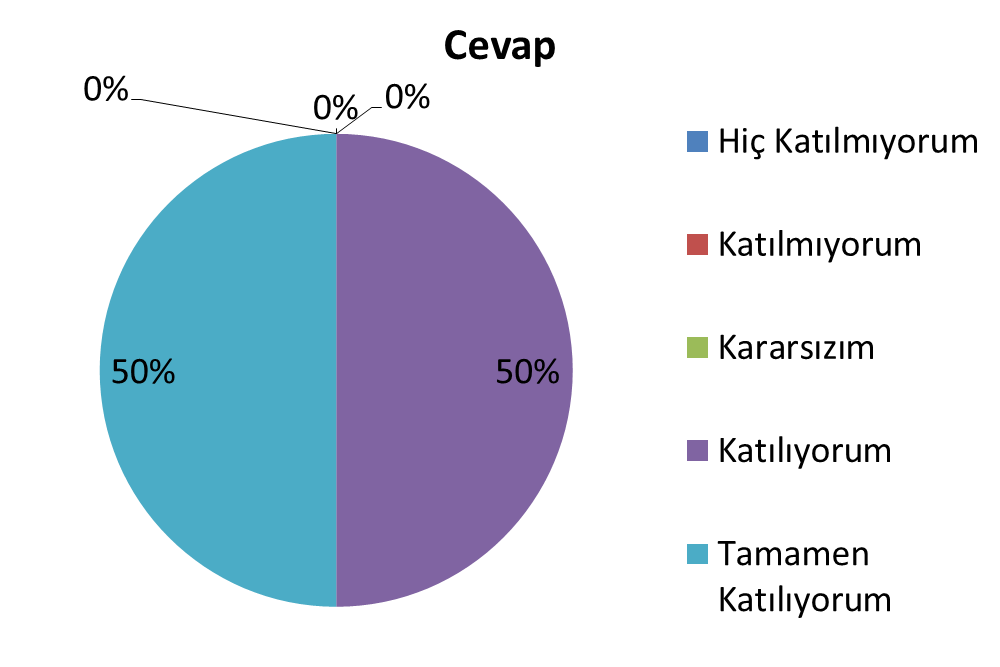 Cevap
0%
0%
0%
50%
50%
Hiç Katılmıyorum
Katılmıyorum
Kararsızım
Katılıyorum
Tamamen
Katılıyorum